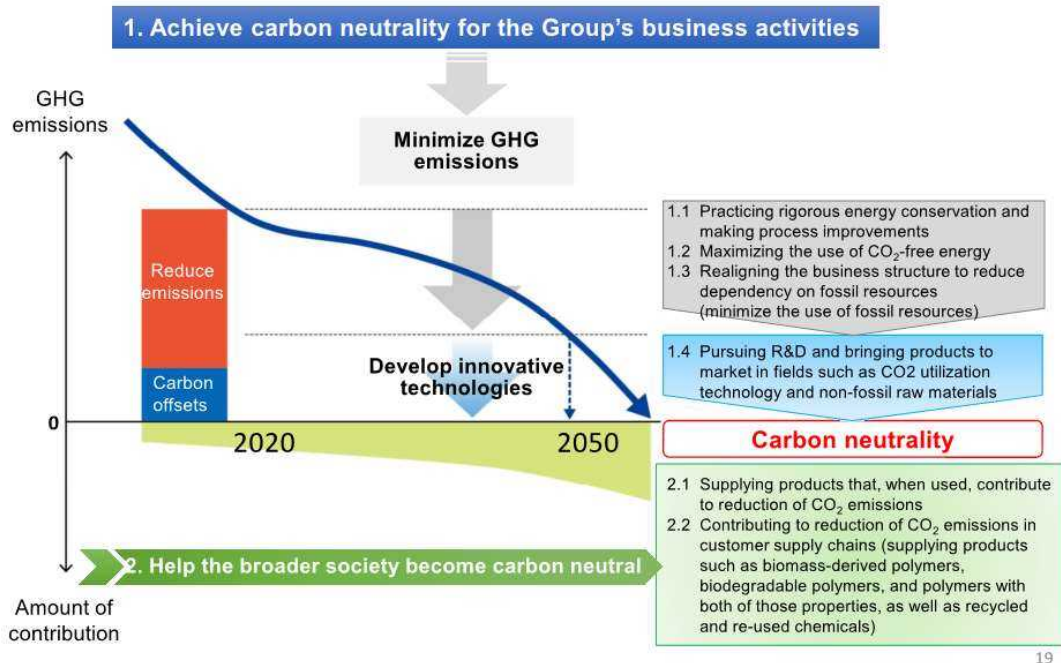 1. Achieve carbon neutrality for the Group's business activities
GHG
emissions
Minimize GHG
emissions
Reduce
emissions
Carbon
offsets
1.1 Practicing rigorous energy conservation and
making process improvements
1.2 Maximizing the use of CO₂-free energy
1.3 Realigning the business structure to reduce
dependency on fossil resources
(minimize the use of fossil resources)
Develop innovative
technologies
1.4 Pursuing R&D and bringing products to
market in fields such as CO2 utilization
technology and non-fossil raw materials
0
2020
2050
Carbon neutrality
2.1 Supplying products that, when used, contribute
to reduction of CO₂ emissions
2.2 Contributing to reduction of CO₂ emissions in
customer supply chains (supplying products
such as biomass-derived polymers,
biodegradable polymers, and polymers with
both of those properties, as well as recycled
and re-used chemicals)
2. Help the broader society become carbon neutral
Amount of
contribution
19